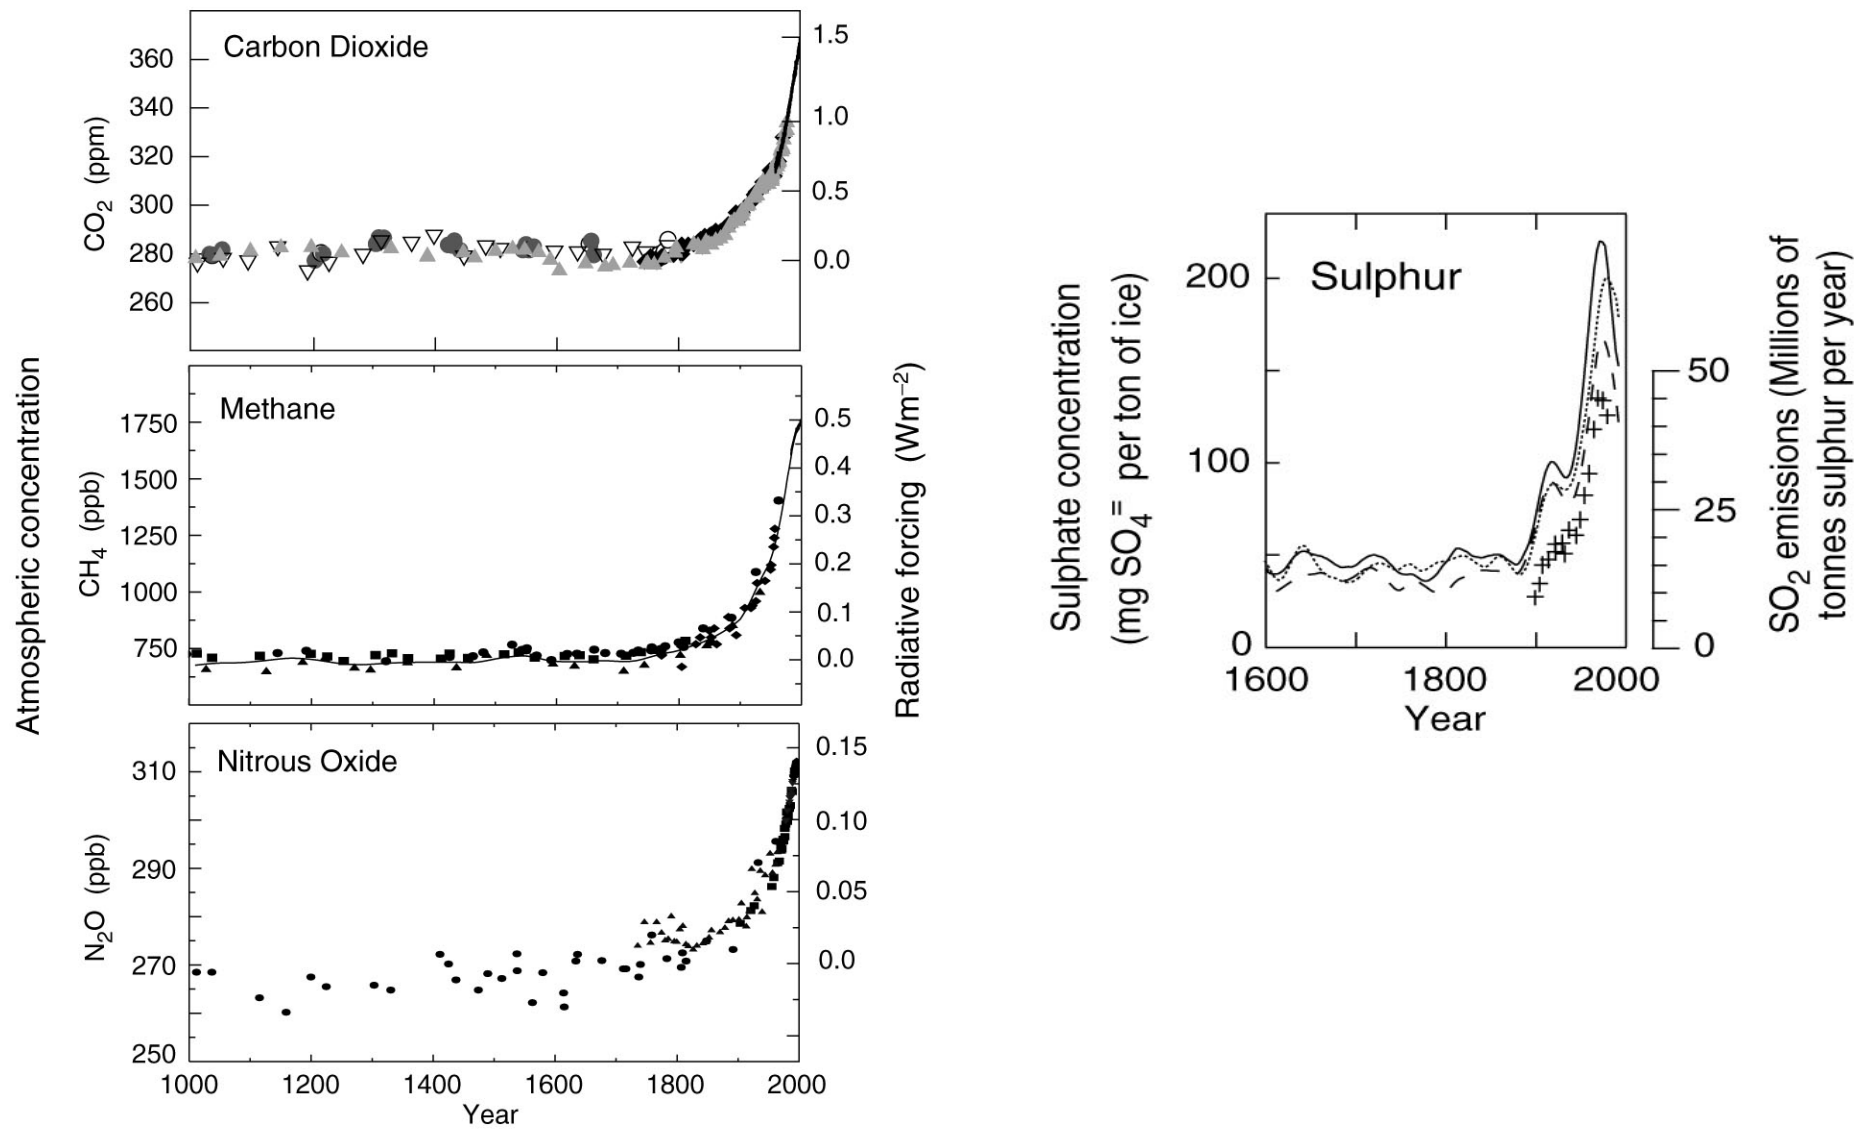 Atmospheric concentration
Carbon Dioxide
CO2 (ppm)
360
340
320
300
280
260
1.5
1.0
0.5
0.0
Methane
CH4 (ppb)
1750
1500
1250
1000
750
0.5
0.4
0.3
0.2
0.1
0.0
Nitrous Oxide
N2O (ppb)
310
290
270
250
0.15
0.10
0.05
0.0
1000 1200 1400 1600 1800 2000
Year
Radiative forcing (Wm−2)
Sulphate concentration
(mg SO4= per ton of ice)
Sulphur
200
100
0
50
25
0
1600 1800 2000
Year
SO2 emissions (Millions of
tonnes sulphur per year)